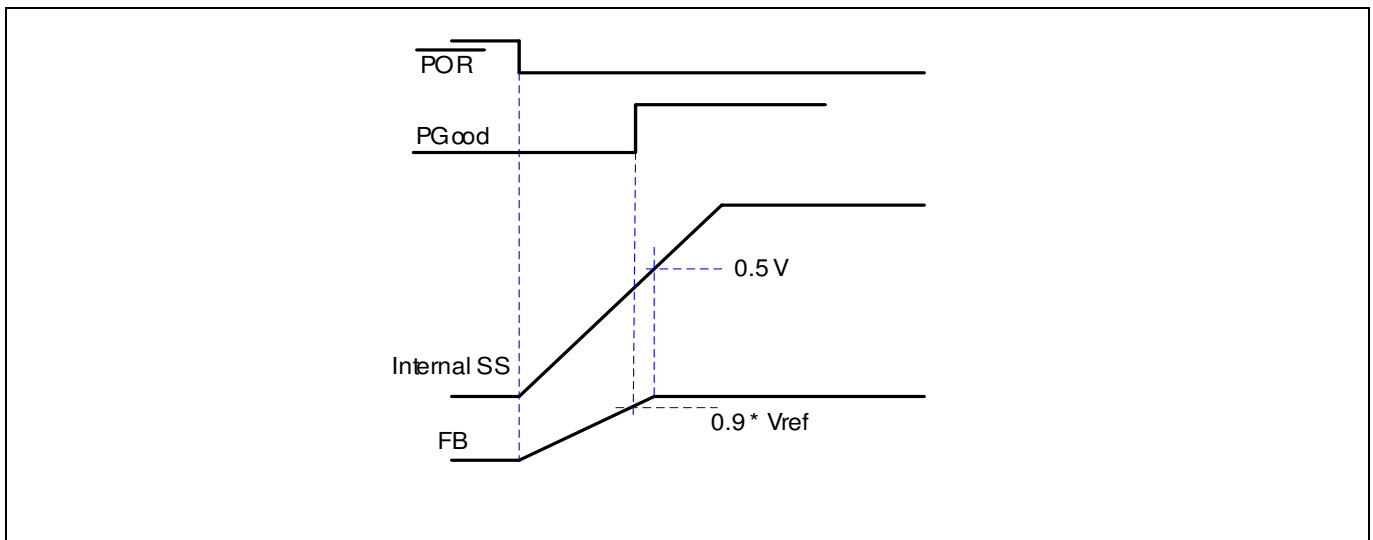 POR
PGood
0.5 V
Internal SS
0.9 * Vref
FB